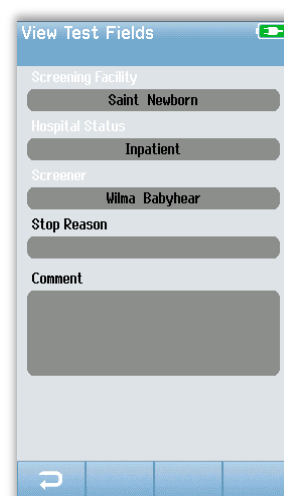 View Test Fields
Screening Facility
Saint Newborn
Hospital Status
Inpatient
Screener
Wilma Babyhear
Stop Reason
Comment